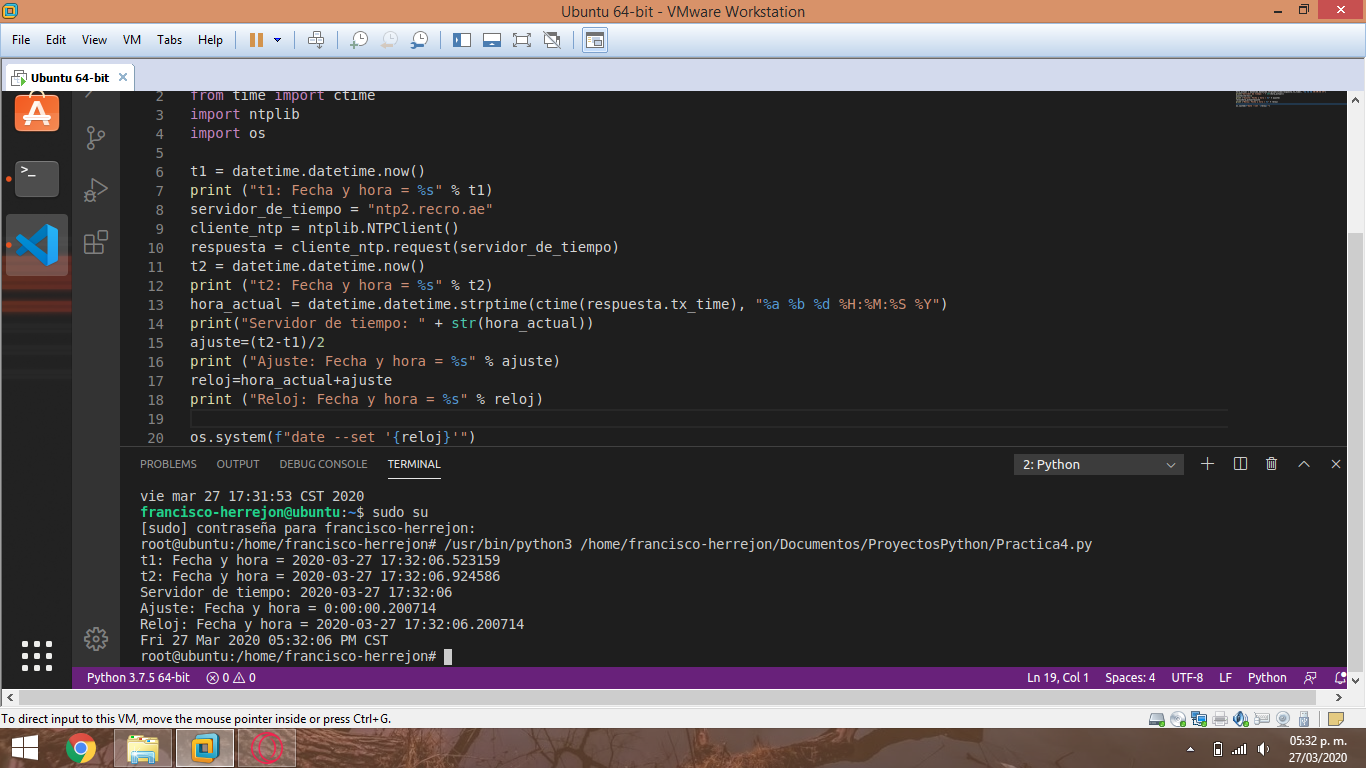 Ubuntu 64-bit - VMware Workstation
File Edit View VM Tabs Help
Ubuntu 64-bit
2 from time import ctime
3 import ntplib
4 import os
5
6 t1 = datetime.datetime.now()
7 print ("t1: Fecha y hora = %s" % t1)
8 servidor_de_tiempo = "ntp2.recro.ae"
9 cliente_ntp = ntplib.NTPClient()
10 respuesta = cliente_ntp.request(servidor_de_tiempo)
11 t2 = datetime.datetime.now()
12 print ("t2: Fecha y hora = %s" % t2)
13 hora_actual = datetime.datetime.strptime(ctime(respuesta.tx_time), "%a %b %d %H:%M:%S %Y")
14 print("Servidor de tiempo: " + str(hora_actual))
15 ajuste=(t2-t1)/2
16 print ("Ajuste: Fecha y hora = %s" % ajuste)
17 reloj=hora_actual+ajuste
18 print ("Reloj: Fecha y hora = %s" % reloj)
19
20 os.system(f"date --set '{reloj}'")
PROBLEMS OUTPUT DEBUG CONSOLE TERMINAL 2: Python
vie mar 27 17:31:53 CST 2020
francisco-herrejon@ubuntu:~$ sudo su
[sudo] contraseña para francisco-herrejon:
root@ubuntu:/home/francisco-herrejon# /usr/bin/python3 /home/francisco-herrejon/Documentos/ProyectosPython/Practica4.py
t1: Fecha y hora = 2020-03-27 17:32:06.523159
t2: Fecha y hora = 2020-03-27 17:32:06.924586
Servidor de tiempo: 2020-03-27 17:32:06
Ajuste: Fecha y hora = 0:00:00.200714
Reloj: Fecha y hora = 2020-03-27 17:32:06.200714
Fri 27 Mar 2020 05:32:06 PM CST
root@ubuntu:/home/francisco-herrejon#
Python 3.7.5 64-bit 0 0 Ln 19, Col 1 Spaces: 4 UTF-8 LF Python
To direct input to this VM, move the mouse pointer inside or press Ctrl+G.
05:32 p. m.
27/03/2020